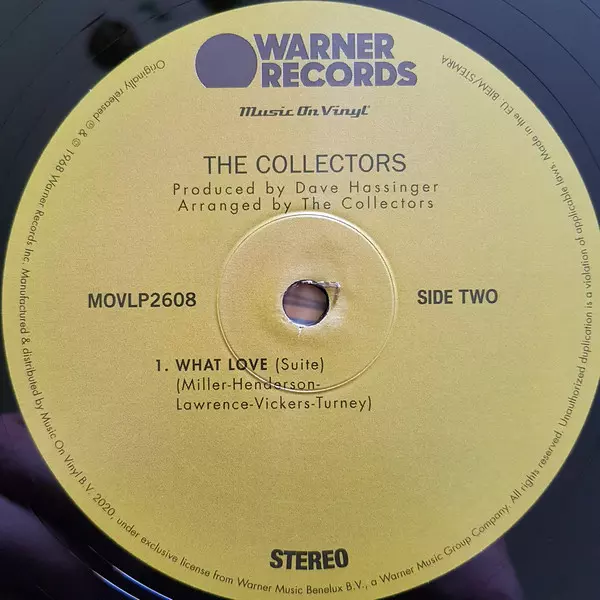 WARNER
RECORDS
Music On Vinyl
THE COLLECTORS
Produced by Dave Hassinger
Arranged by The Collectors
MOVLP2608
SIDE TWO
1. WHAT LOVE (Suite)
(Miller-Henderson-
Lawrence-Vickers-Turney)
STEREO
Originally released ℗ & © 1968 Warner Records Inc. Manufactured & distributed by Music On Vinyl B.V. 2020, under exclusive license from Warner Music Benelux B.V., a Warner Music Group Company. All rights reserved. Unauthorized duplication is a violation of applicable laws. Made in the EU. BIEM/STEMRA